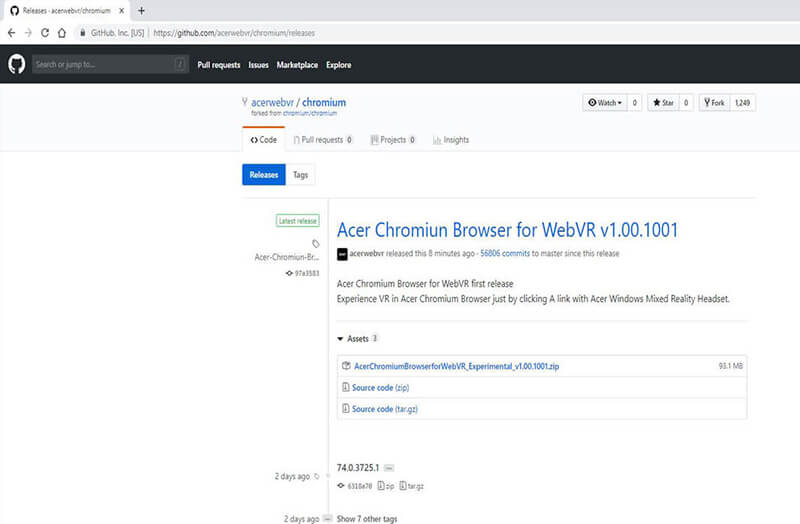 Releases · acerwebvr/chromium
GitHub, Inc. [US] | https://github.com/acerwebvr/chromium/releases
Search or jump to... / Pull requests Issues Marketplace Explore
acerwebvr / chromium Watch 0 Star 0 Fork 1,249
forked from chromium/chromium
Code Pull requests 0 Projects 0 Insights
Releases Tags
Latest release
Acer-Chromiun-Br...
97e3583
Acer Chromiun Browser for WebVR v1.00.1001
acerwebvr released this 8 minutes ago · 56806 commits to master since this release
Acer Chromium Browser for WebVR first release
Experience VR in Acer Chromium Browser just by clicking A link with Acer Windows Mixed Reality Headset.
Assets 3
AcerChromiumBrowserforWebVR_Experimental_v1.00.1001.zip 93.1 MB
Source code (zip)
Source code (tar.gz)
2 days ago 74.0.3725.1 ...
6318a70 zip tar.gz
2 days ago ... Show 7 other tags